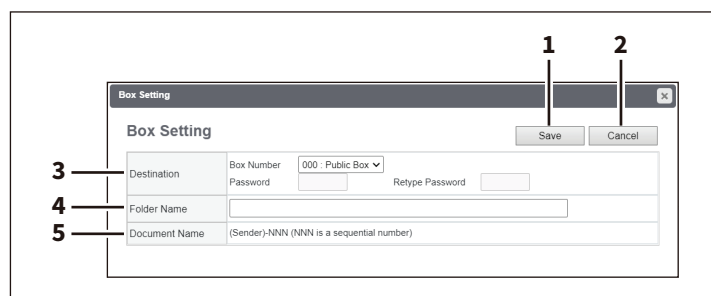 1 2
Box Setting
Box Setting
Save Cancel
3 Destination Box Number 000 : Public Box
Password Retype Password
4 Folder Name
5 Document Name (Sender)-NNN (NNN is a sequential number)